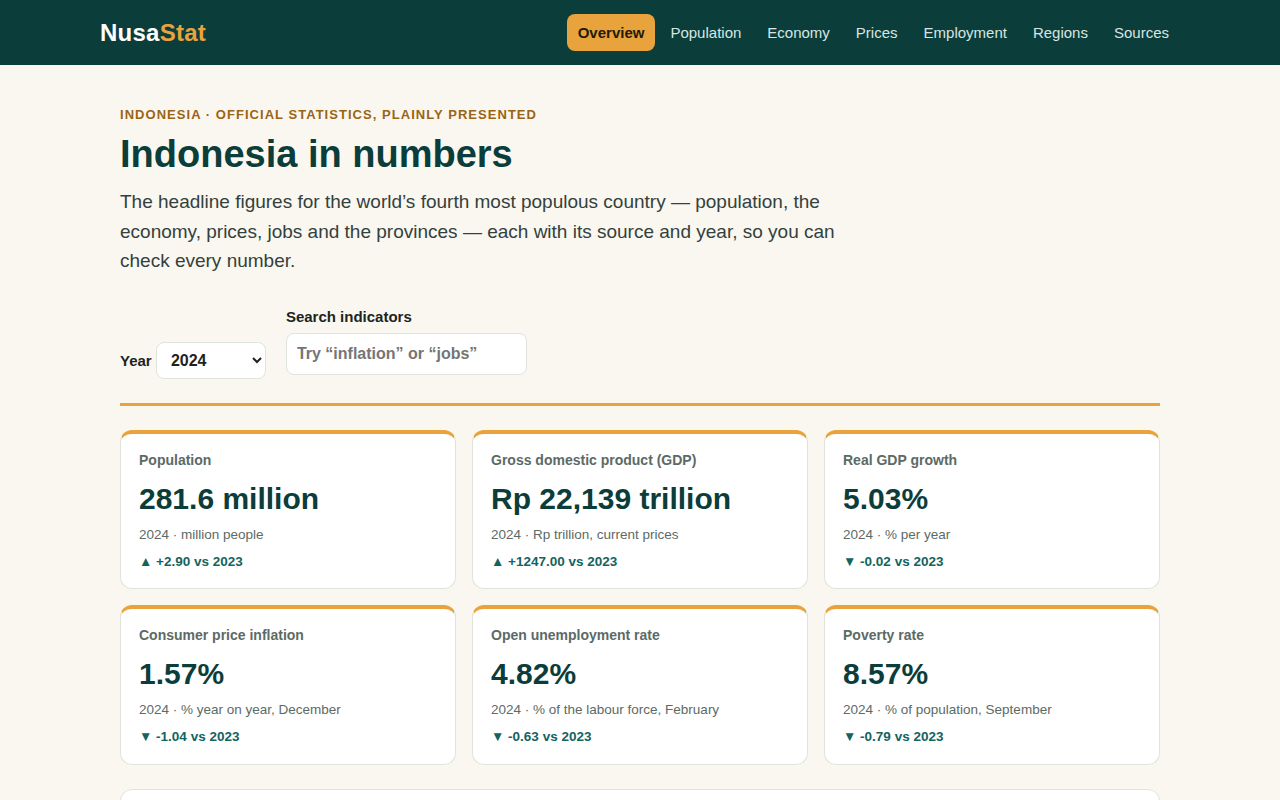 NusaStat
Overview Population Economy Prices Employment Regions Sources
INDONESIA · OFFICIAL STATISTICS, PLAINLY PRESENTED
Indonesia in numbers
The headline figures for the world’s fourth most populous country — population, the
economy, prices, jobs and the provinces — each with its source and year, so you can
check every number.
Search indicators
Year 2024 Try “inflation” or “jobs”
Population
281.6 million
2024 · million people
▲ +2.90 vs 2023
Gross domestic product (GDP)
Rp 22,139 trillion
2024 · Rp trillion, current prices
▲ +1247.00 vs 2023
Real GDP growth
5.03%
2024 · % per year
▼ -0.02 vs 2023
Consumer price inflation
1.57%
2024 · % year on year, December
▼ -1.04 vs 2023
Open unemployment rate
4.82%
2024 · % of the labour force, February
▼ -0.63 vs 2023
Poverty rate
8.57%
2024 · % of population, September
▼ -0.79 vs 2023